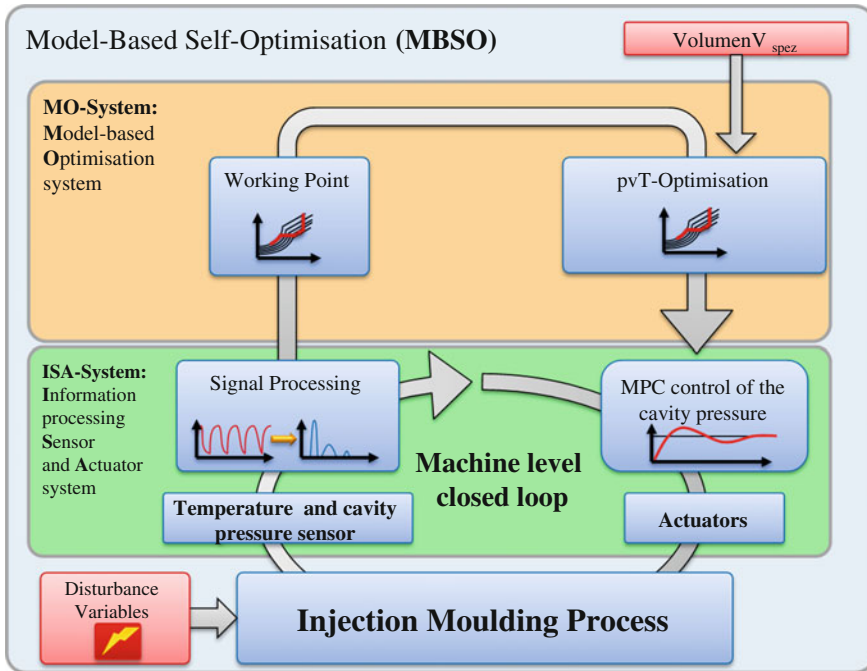 Model-Based Self-Optimisation (MBSO)
VolumenV spez
MO-System:
Model-based
Optimisation
system
Working Point
pvT-Optimisation
ISA-System:
Information
processing
Sensor
and Actuator
system
Signal Processing
MPC control of the
cavity pressure
Machine level
closed loop
Temperature and cavity
pressure sensor
Actuators
Disturbance
Variables
Injection Moulding Process